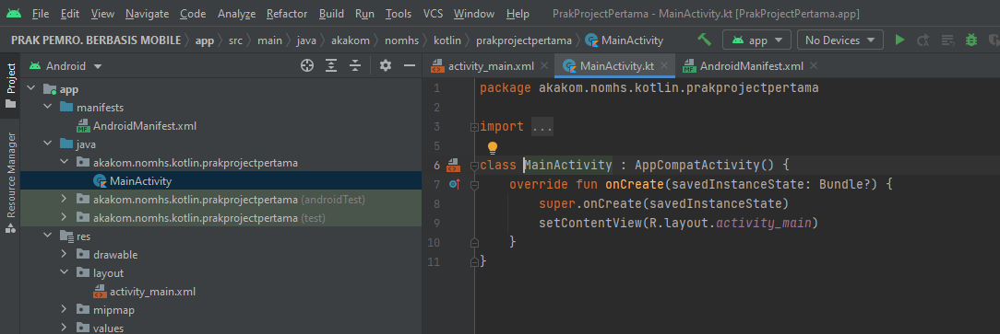 File Edit View Navigate Code Analyze Refactor Build Run Tools VCS Window Help PrakProjectPertama - MainActivity.kt [PrakProjectPertama.app]
PRAK PEMRO. BERBASIS MOBILE app src main java akakom nomhs kotlin prakprojectpertama MainActivity app No Devices
Project
Resource Manager
Android
app
manifests
AndroidManifest.xml
java
akakom.nomhs.kotlin.prakprojectpertama
MainActivity
akakom.nomhs.kotlin.prakprojectpertama (androidTest)
akakom.nomhs.kotlin.prakprojectpertama (test)
res
drawable
layout
activity_main.xml
mipmap
values
activity_main.xml MainActivity.kt AndroidManifest.xml
1 package akakom.nomhs.kotlin.prakprojectpertama
2
3 import ...
5
6 class MainActivity : AppCompatActivity() {
7 override fun onCreate(savedInstanceState: Bundle?) {
8 super.onCreate(savedInstanceState)
9 setContentView(R.layout.activity_main)
10 }
11 }